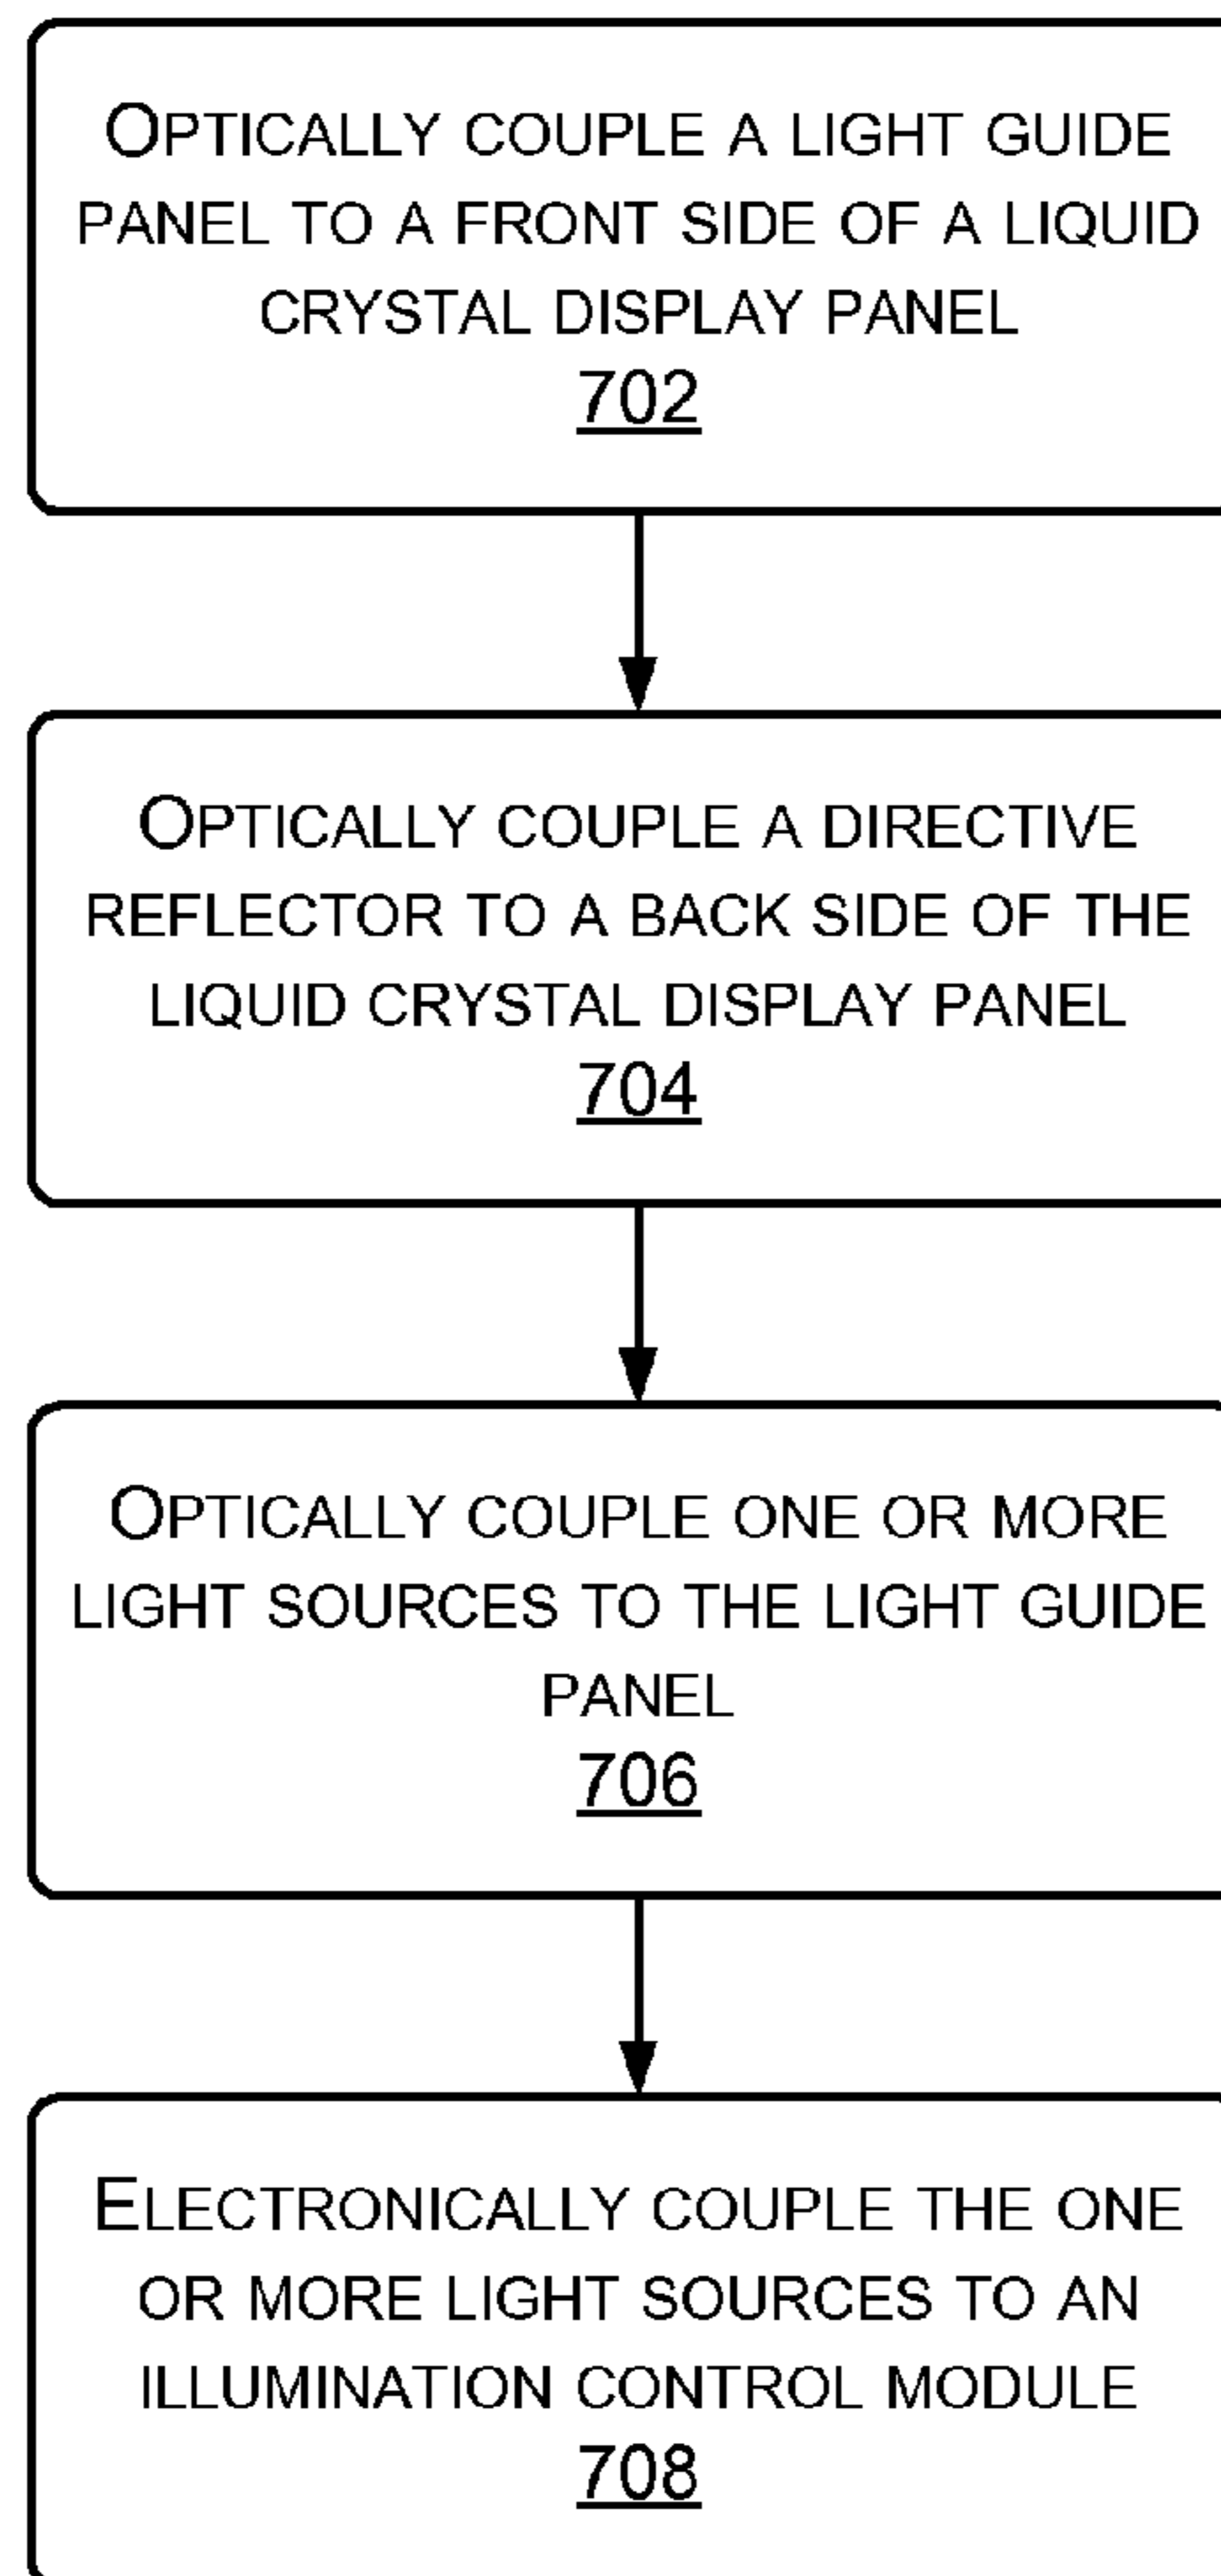 OPTICALLY COUPLE A LIGHT GUIDE
PANEL TO A FRONT SIDE OF A LIQUID
CRYSTAL DISPLAY PANEL
702
OPTICALLY COUPLE A DIRECTIVE
REFLECTOR TO A BACK SIDE OF THE
LIQUID CRYSTAL DISPLAY PANEL
704
OPTICALLY COUPLE ONE OR MORE
LIGHT SOURCES TO THE LIGHT GUIDE
PANEL
706
ELECTRONICALLY COUPLE THE ONE
OR MORE LIGHT SOURCES TO AN
ILLUMINATION CONTROL MODULE
708